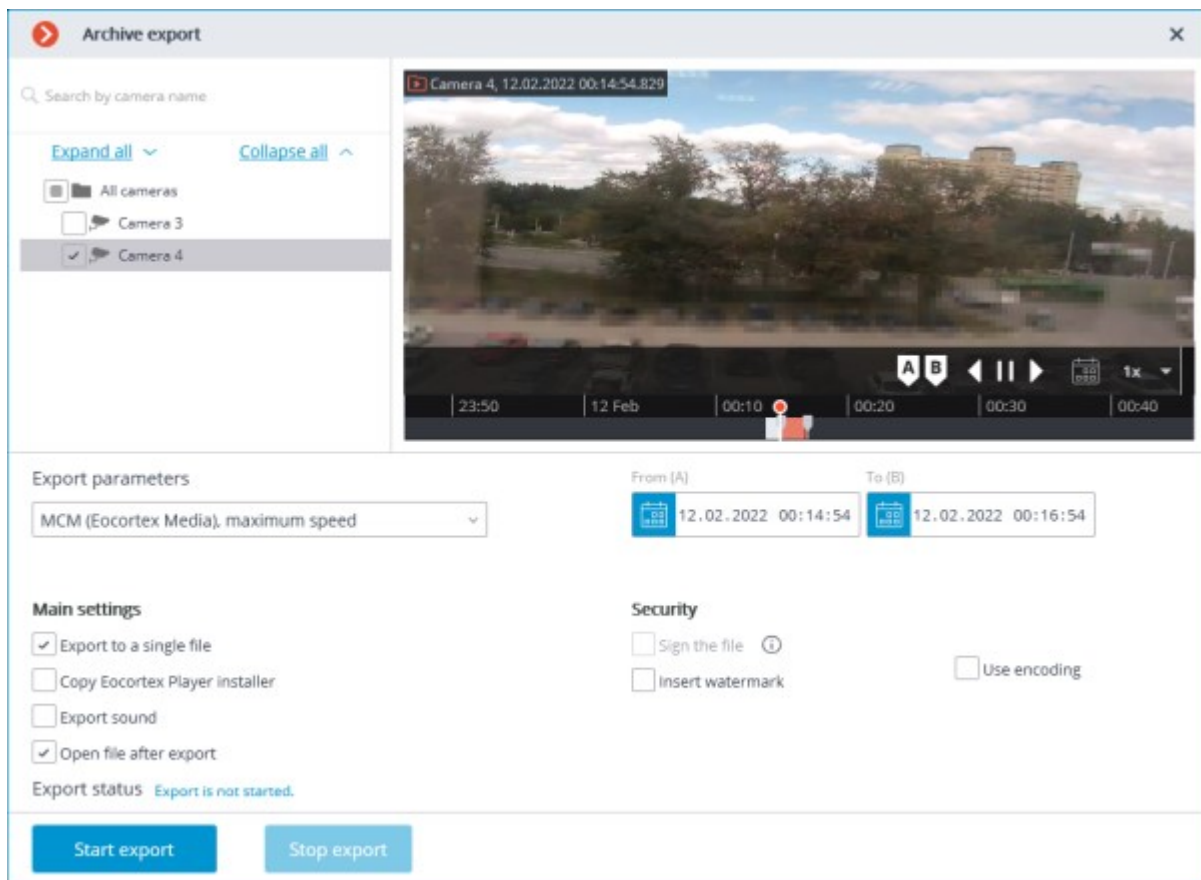 Archive export
Search by camera name
Expand all
Collapse all
All cameras
Camera 3
Camera 4
Camera 4, 12.02.2022 00:14:54.829
A B 1x
23:50 12 Feb 00:10 00:20 00:30 00:40
Export parameters
MCM (Eocortex Media), maximum speed
From (A) To (B)
12.02.2022 00:14:54 12.02.2022 00:16:54
Main settings
Export to a single file
Copy Eocortex Player installer
Export sound
Open file after export
Security
Sign the file
Insert watermark
Use encoding
Export status Export is not started.
Start export Stop export